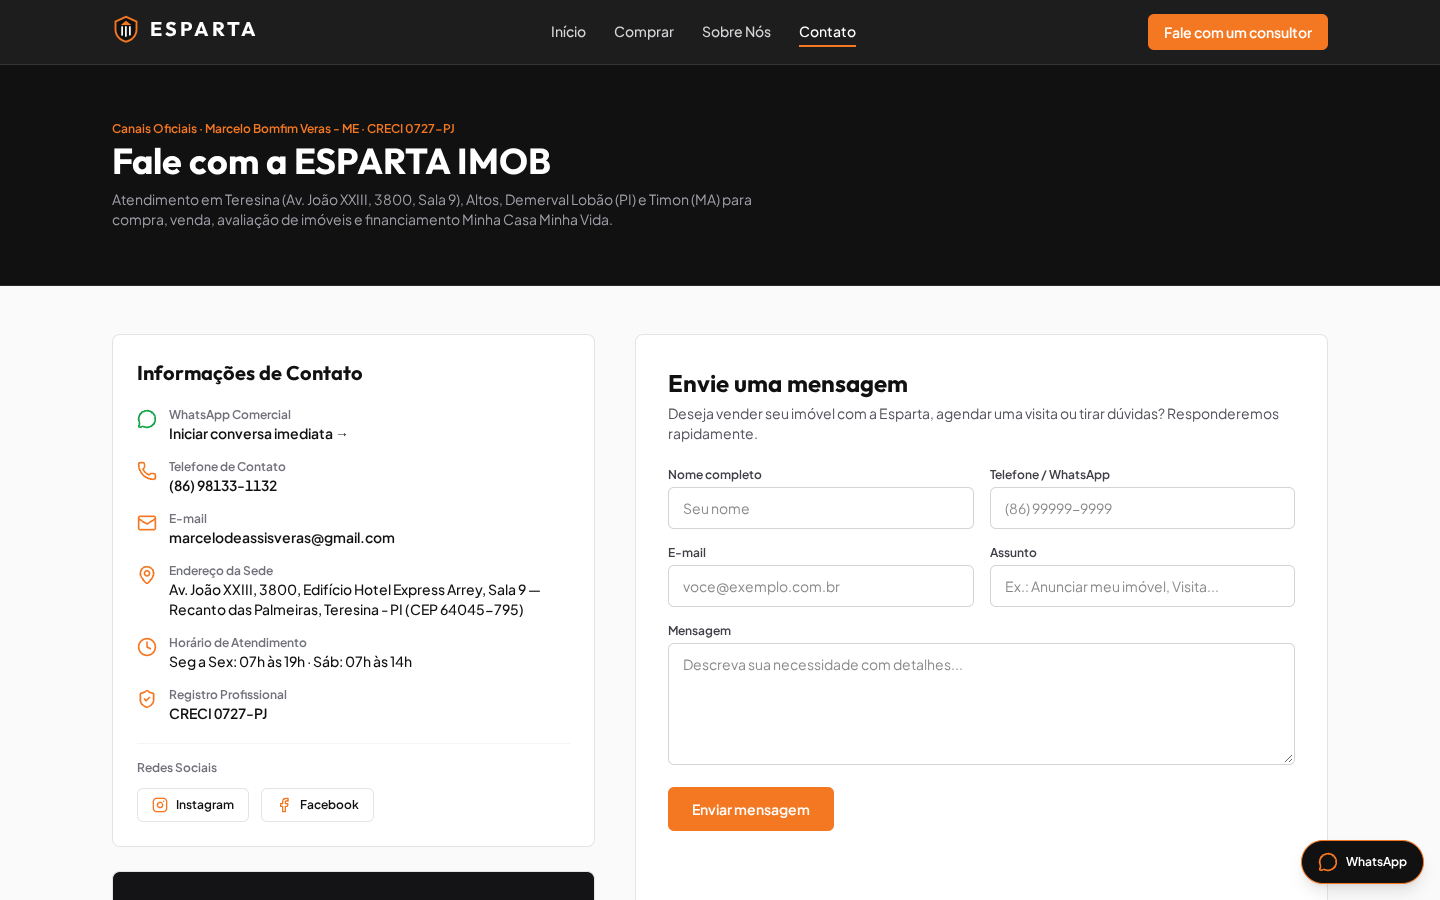 ESPARTA
Início
Comprar
Sobre Nós
Contato
Fale com um consultor
Canais Oficiais · Marcelo Bomfim Veras - ME · CRECI 0727-PJ
Fale com a ESPARTA IMOB
Atendimento em Teresina (Av. João XXIII, 3800, Sala 9), Altos, Demerval Lobão (PI) e Timon (MA) para
compra, venda, avaliação de imóveis e financiamento Minha Casa Minha Vida.
Informações de Contato
WhatsApp Comercial
Iniciar conversa imediata →
Telefone de Contato
(86) 98133-1132
E-mail
marcelodeassisveras@gmail.com
Endereço da Sede
Av. João XXIII, 3800, Edifício Hotel Express Arrey, Sala 9 —
Recanto das Palmeiras, Teresina - PI (CEP 64045-795)
Horário de Atendimento
Seg a Sex: 07h às 19h · Sáb: 07h às 14h
Registro Profissional
CRECI 0727-PJ
Redes Sociais
Instagram
Facebook
Envie uma mensagem
Deseja vender seu imóvel com a Esparta, agendar uma visita ou tirar dúvidas? Responderemos
rapidamente.
Nome completo
Telefone / WhatsApp
Seu nome
(86) 99999-9999
E-mail
Assunto
voce@exemplo.com.br
Ex.: Anunciar meu imóvel, Visita...
Mensagem
Descreva sua necessidade com detalhes...
Enviar mensagem
WhatsApp